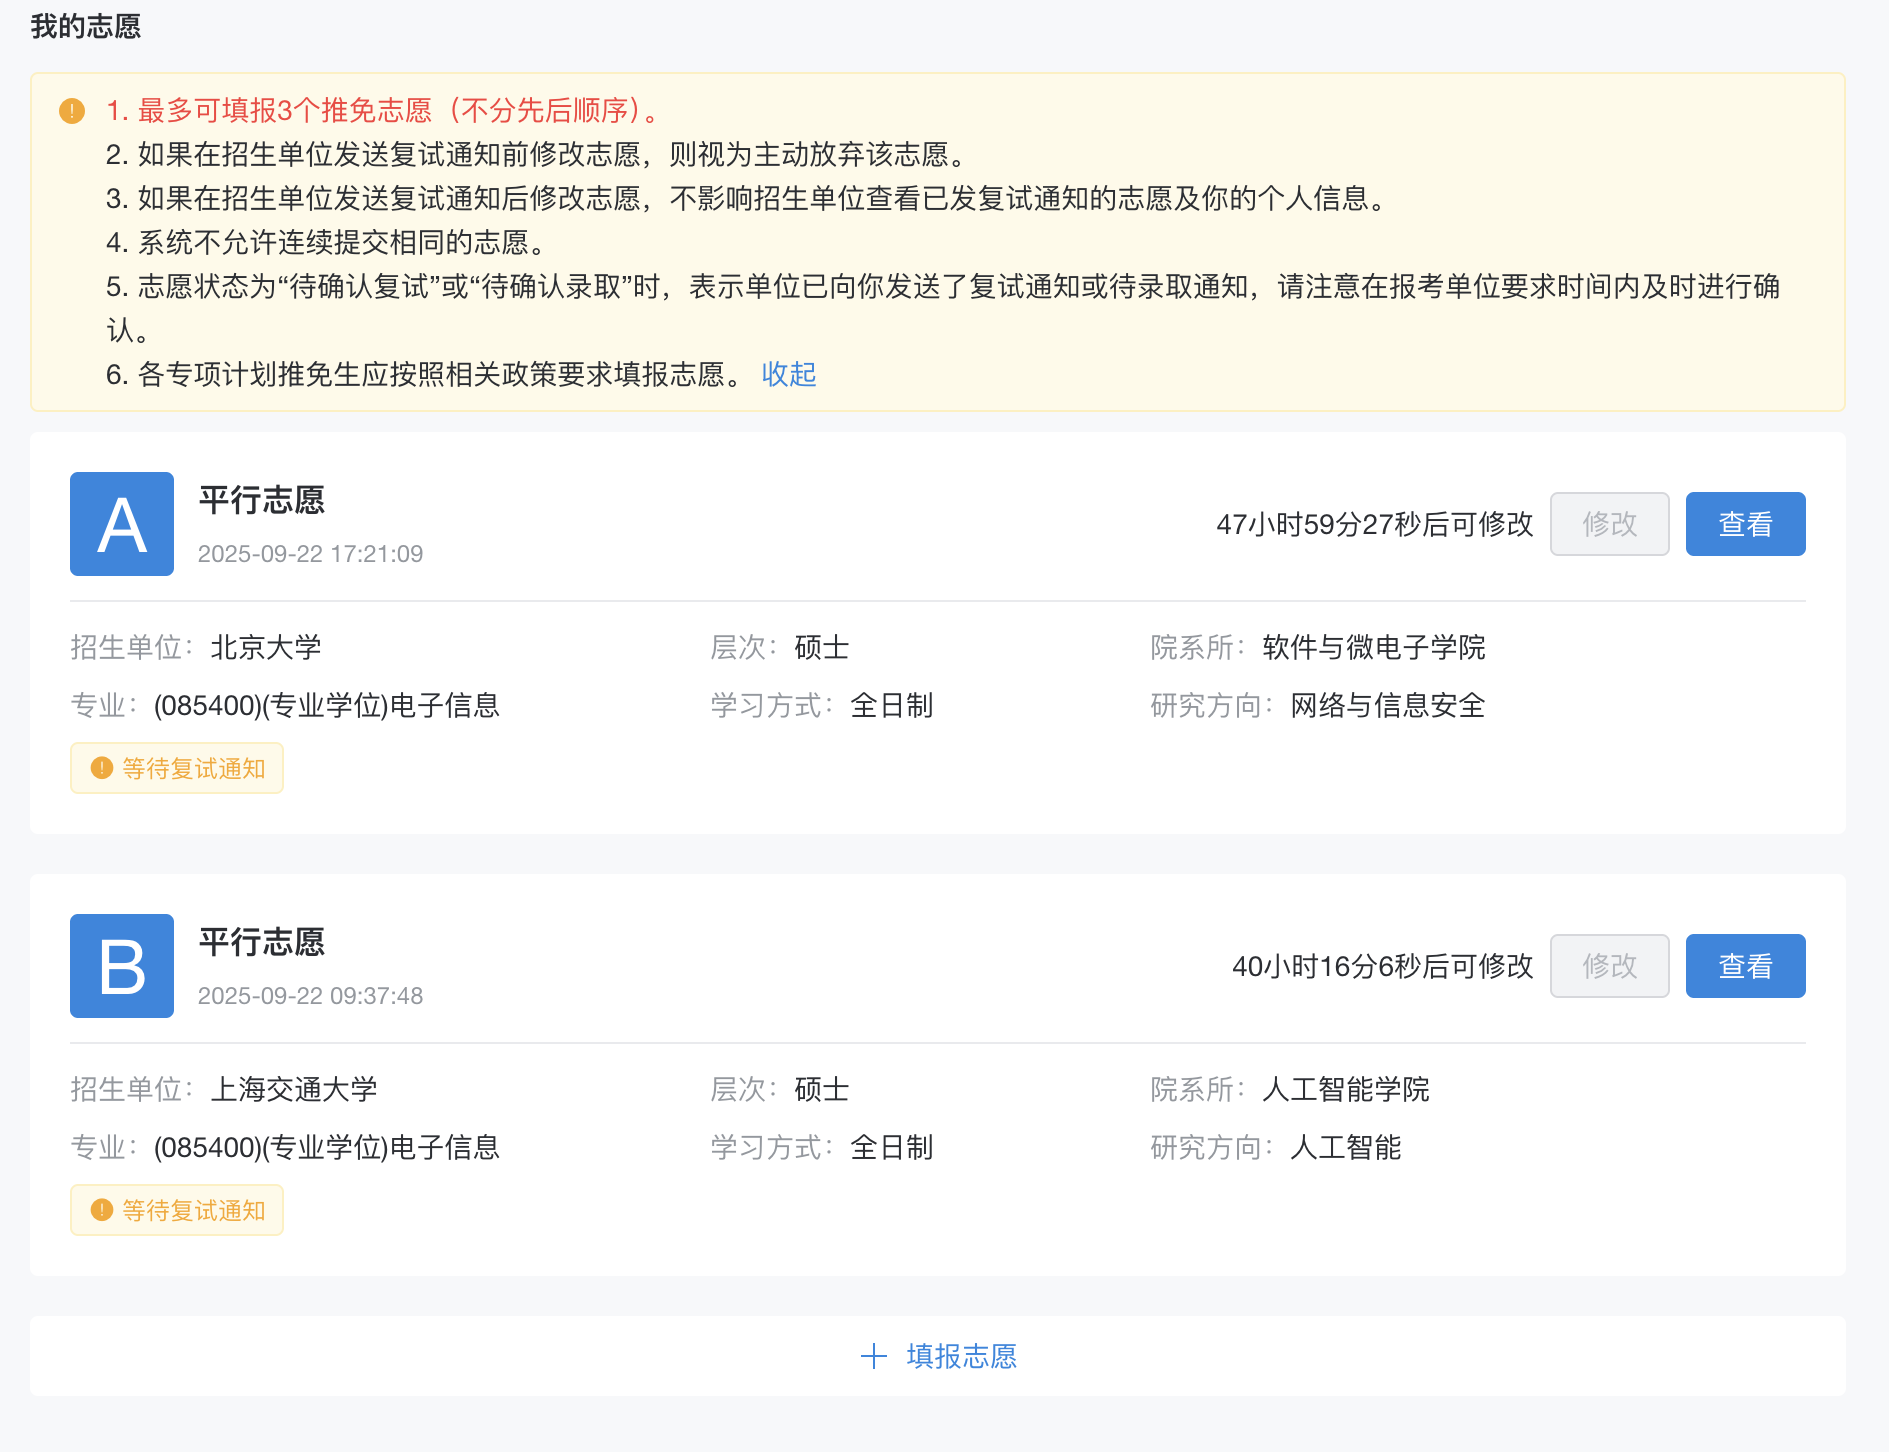 我的志愿
1. 最多可填报3个推免志愿（不分先后顺序）。
2. 如果在招生单位发送复试通知前修改志愿，则视为主动放弃该志愿。
3. 如果在招生单位发送复试通知后修改志愿，不影响招生单位查看已发复试通知的志愿及你的个人信息。
4. 系统不允许连续提交相同的志愿。
5. 志愿状态为“待确认复试”或“待确认录取”时，表示单位已向你发送了复试通知或待录取通知，请注意在报考单位要求时间内及时进行确
认。
6. 各专项计划推免生应按照相关政策要求填报志愿。 收起
A
平行志愿
2025-09-22 17:21:09
47小时59分27秒后可修改 修改 查看
招生单位：北京大学 层次：硕士 院系所：软件与微电子学院
专业：(085400)(专业学位)电子信息 学习方式：全日制 研究方向：网络与信息安全
等待复试通知
B
平行志愿
2025-09-22 09:37:48
40小时16分6秒后可修改 修改 查看
招生单位：上海交通大学 层次：硕士 院系所：人工智能学院
专业：(085400)(专业学位)电子信息 学习方式：全日制 研究方向：人工智能
等待复试通知
填报志愿